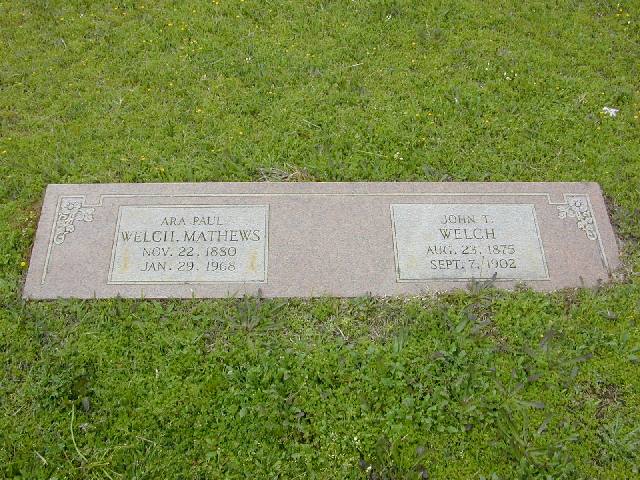 ARA PAUL
WELCH MATHEWS
NOV. 22, 1880
JAN. 29, 1968
JOHN T.
WELCH
AUG. 23, 1875
SEPT. 7, 1902